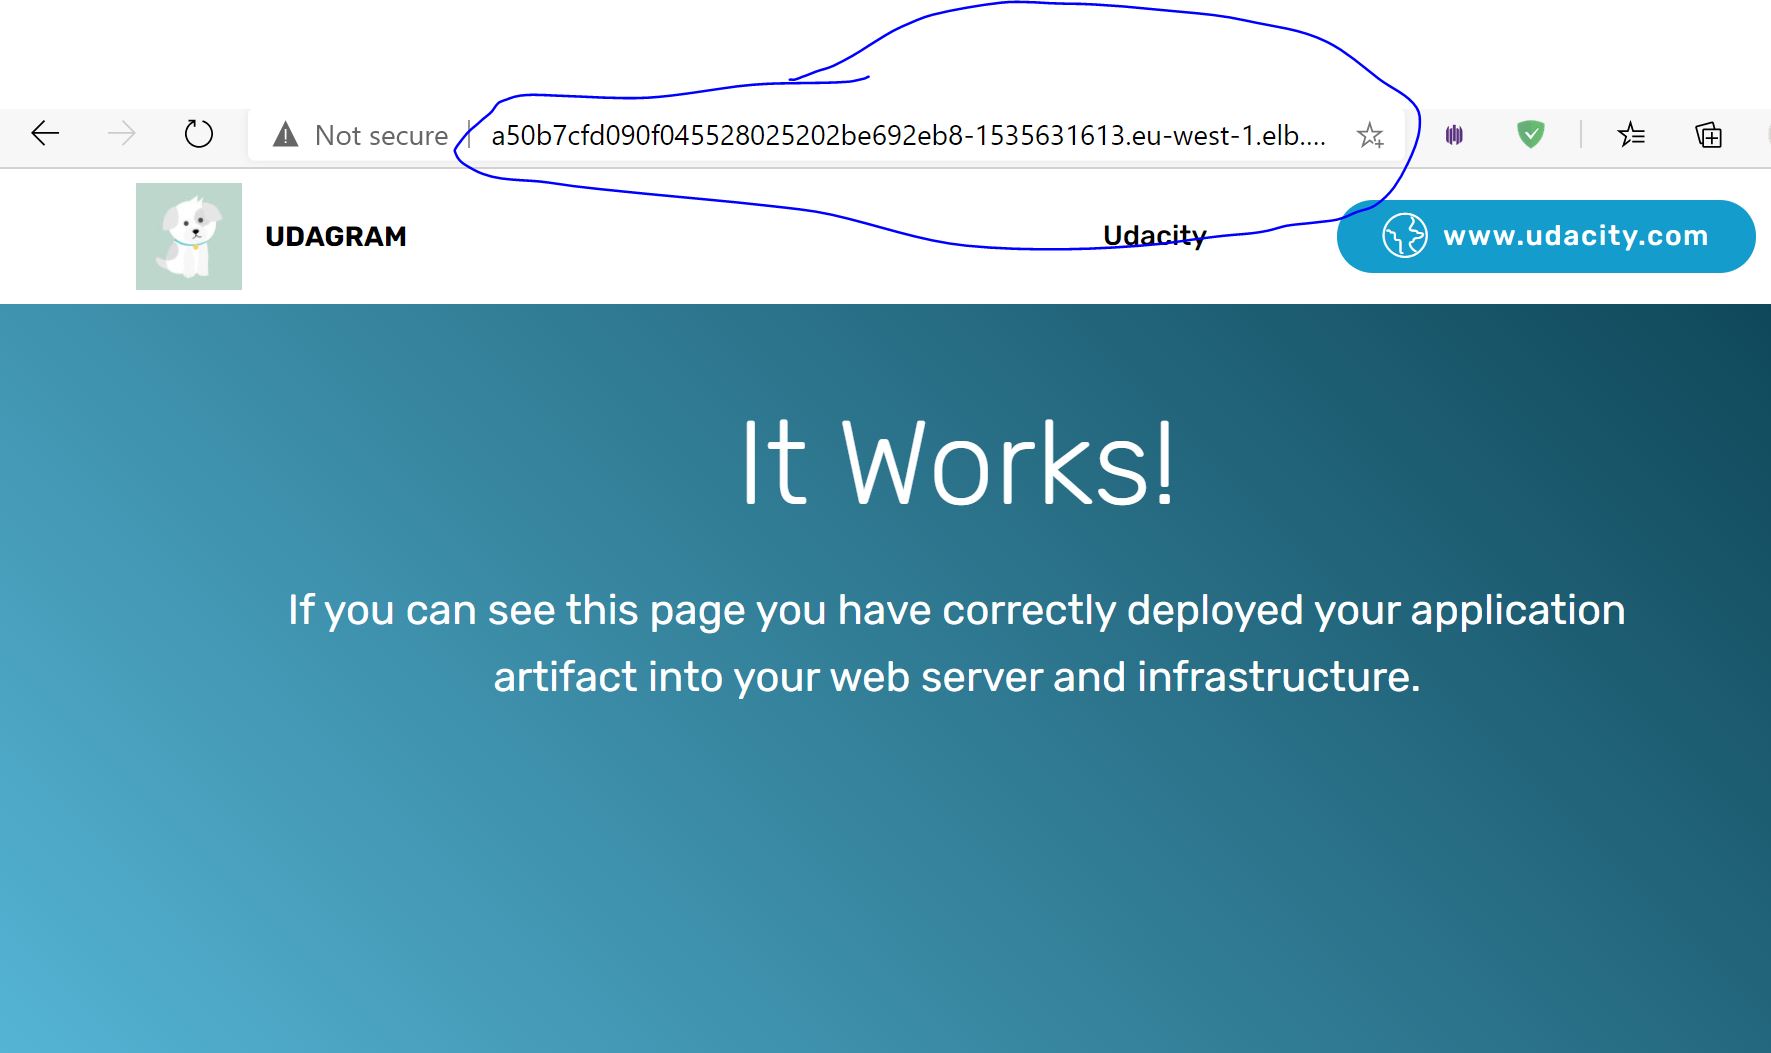 Not secure
a50b7cfd090f045528025202be692eb8-1535631613.eu-west-1.elb....
UDAGRAM
Udacity
www.udacity.com
It Works!
If you can see this page you have correctly deployed your application
artifact into your web server and infrastructure.